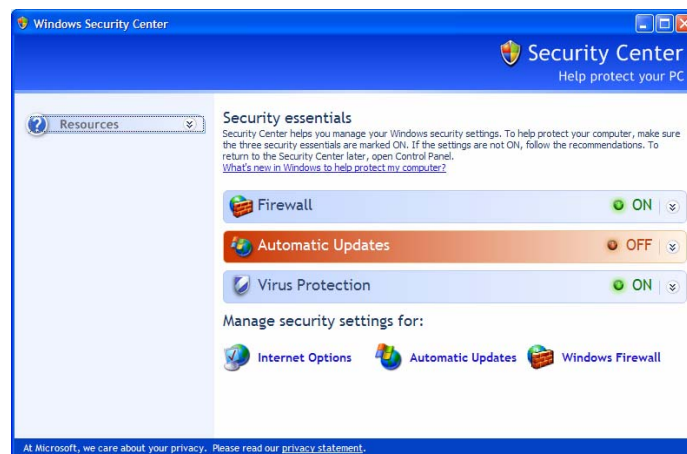 Windows Security Center
Security Center
Help protect your PC
Resources
Security essentials
Security Center helps you manage your Windows security settings. To help protect your computer, make sure
the three security essentials are marked ON. If the settings are not ON, follow the recommendations. To
return to the Security Center later, open Control Panel.
What's new in Windows to help protect my computer?
Firewall ON
Automatic Updates OFF
Virus Protection ON
Manage security settings for:
Internet Options Automatic Updates Windows Firewall
At Microsoft, we care about your privacy. Please read our privacy statement.